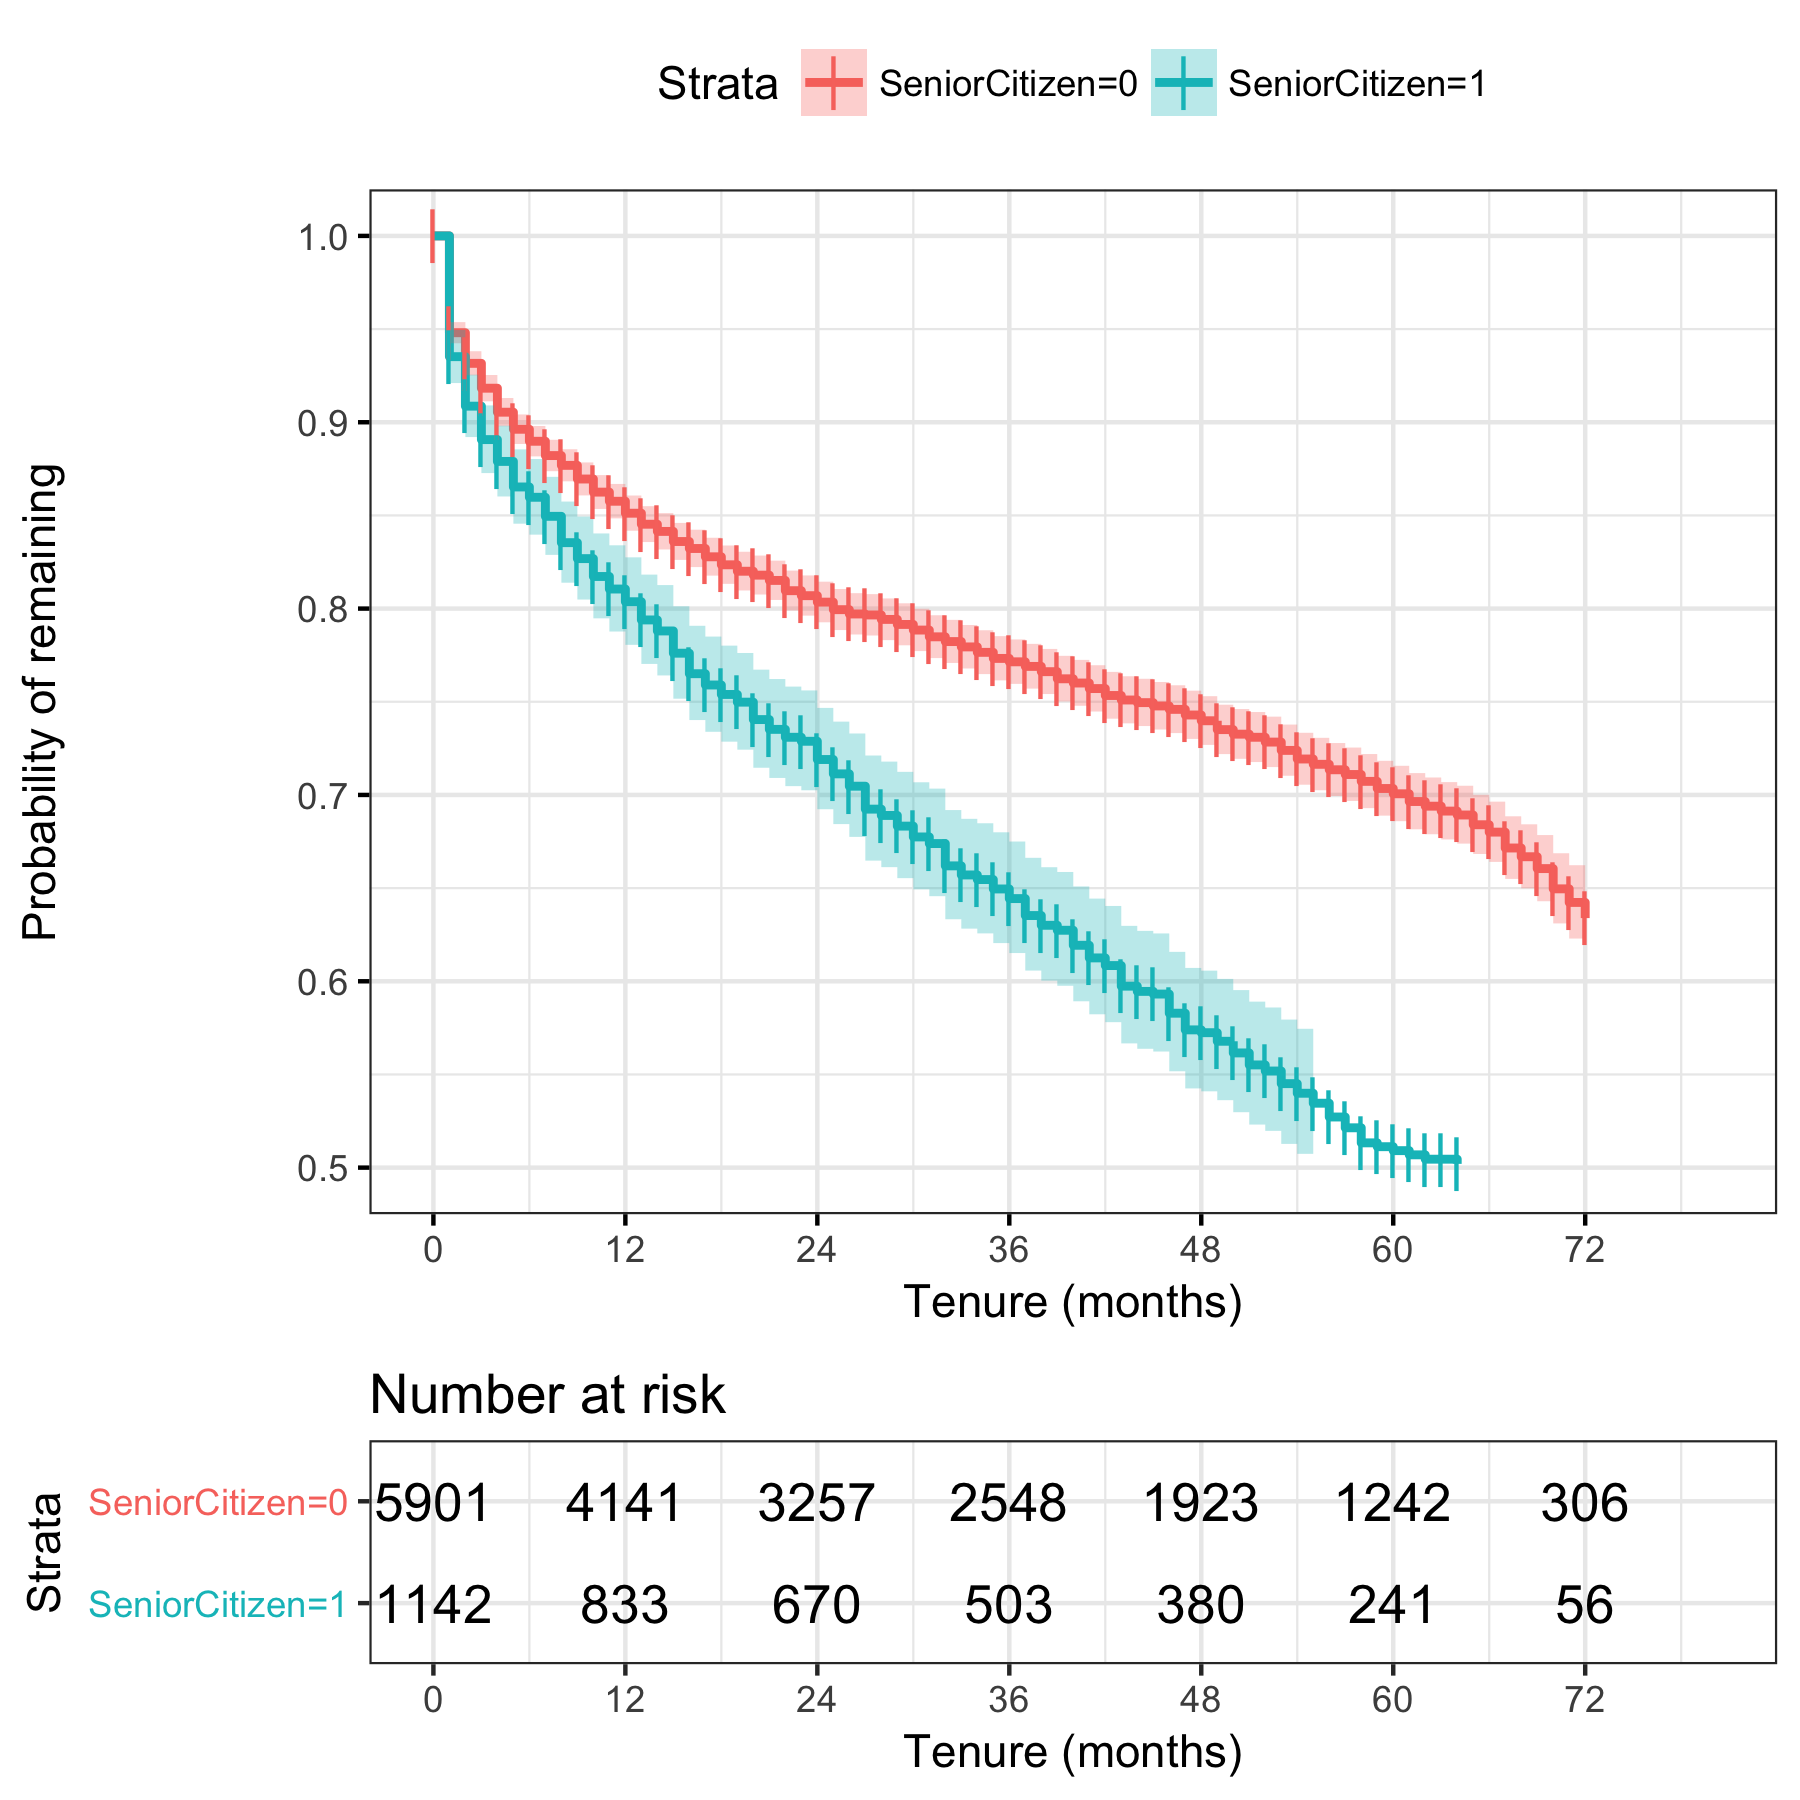 Strata SeniorCitizen=0 SeniorCitizen=1
Probability of remaining
1.0
0.9
0.8
0.7
0.6
0.5
0 12 24 36 48 60 72
Tenure (months)
Number at risk
Strata
SeniorCitizen=0 5901 4141 3257 2548 1923 1242 306
SeniorCitizen=1 1142 833 670 503 380 241 56
0 12 24 36 48 60 72
Tenure (months)